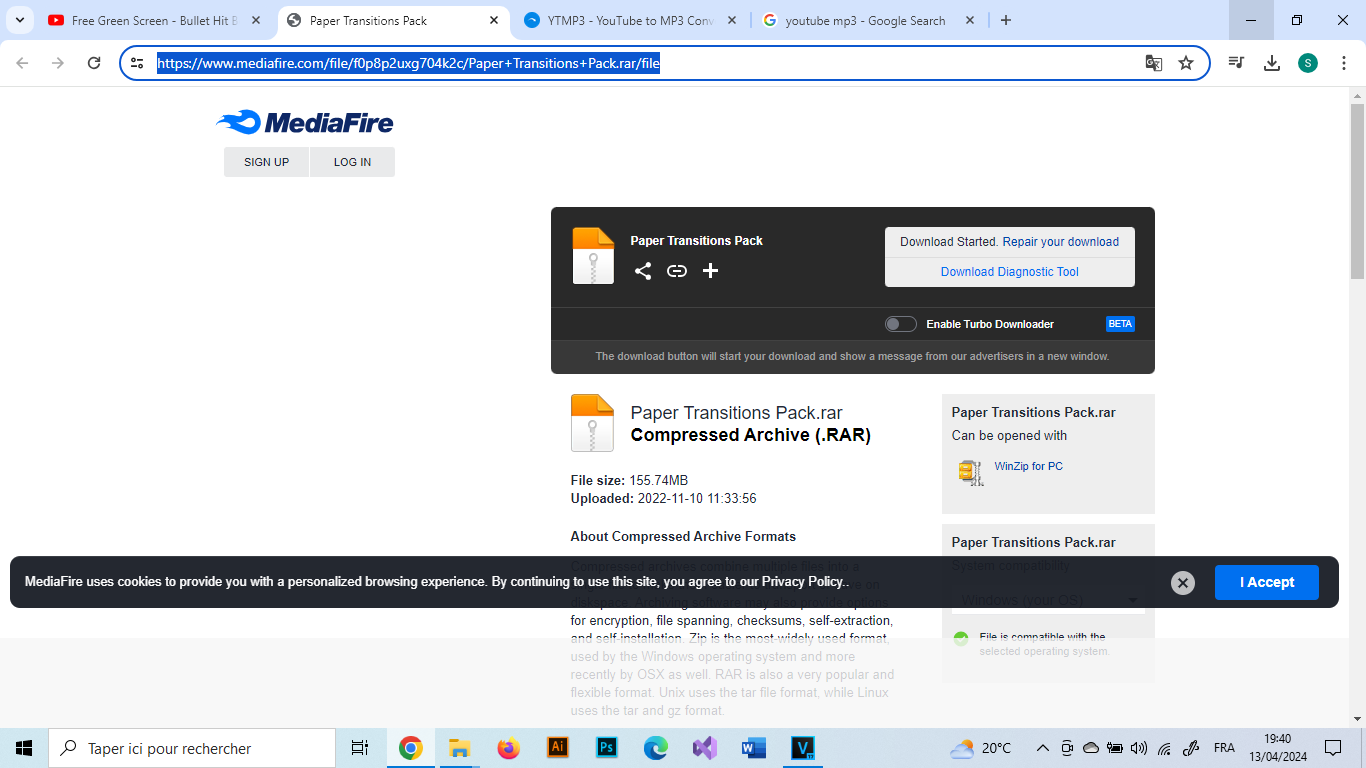 Free Green Screen - Bullet Hit B
Paper Transitions Pack
YTMP3 - YouTube to MP3 Conv
youtube mp3 - Google Search
https://www.mediafire.com/file/f0p8p2uxg704k2c/Paper+Transitions+Pack.rar/file
S
MediaFire
SIGN UP
LOG IN
Paper Transitions Pack
Download Started. Repair your download
Download Diagnostic Tool
Enable Turbo Downloader
BETA
The download button will start your download and show a message from our advertisers in a new window.
Paper Transitions Pack.rar
Compressed Archive (.RAR)
File size: 155.74MB
Uploaded: 2022-11-10 11:33:56
About Compressed Archive Formats
Compressed archives combine multiple files into a
diskspace. Archiving software may also provide options
for encryption, file spanning, checksums, self-extraction,
and self-installation. Zip is the most-widely used format,
used by the Windows operating system and more
recently by OSX as well. RAR is also a very popular and
flexible format. Unix uses the tar file format, while Linux
uses the tar and gz format.
Paper Transitions Pack.rar
Can be opened with
WinZip for PC
Paper Transitions Pack.rar
System compatibility
Windows (your OS)
File is compatible with the
selected operating system.
MediaFire uses cookies to provide you with a personalized browsing experience. By continuing to use this site, you agree to our Privacy Policy..
I Accept
Taper ici pour rechercher
Ai
Ps
W
V
20°C
FRA
19:40
13/04/2024